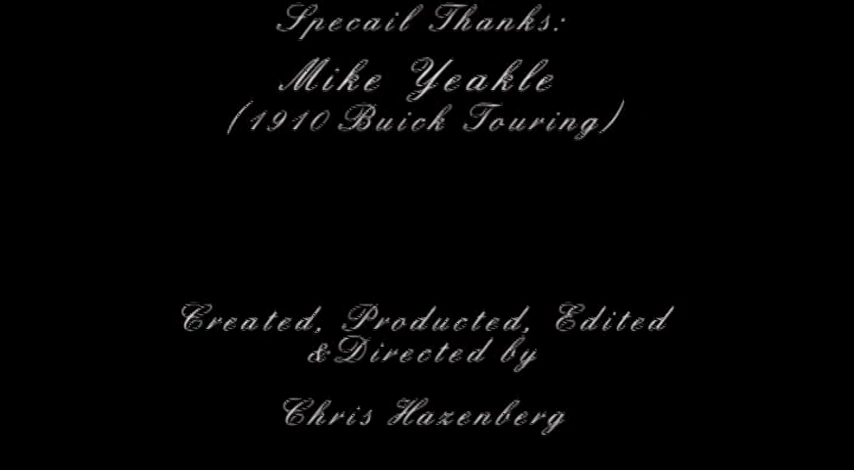 Specail Thanks:
Mike Yeakle
(1910 Buick Touring)
Created, Producted, Edited
&Directed by
Chris Hazenberg